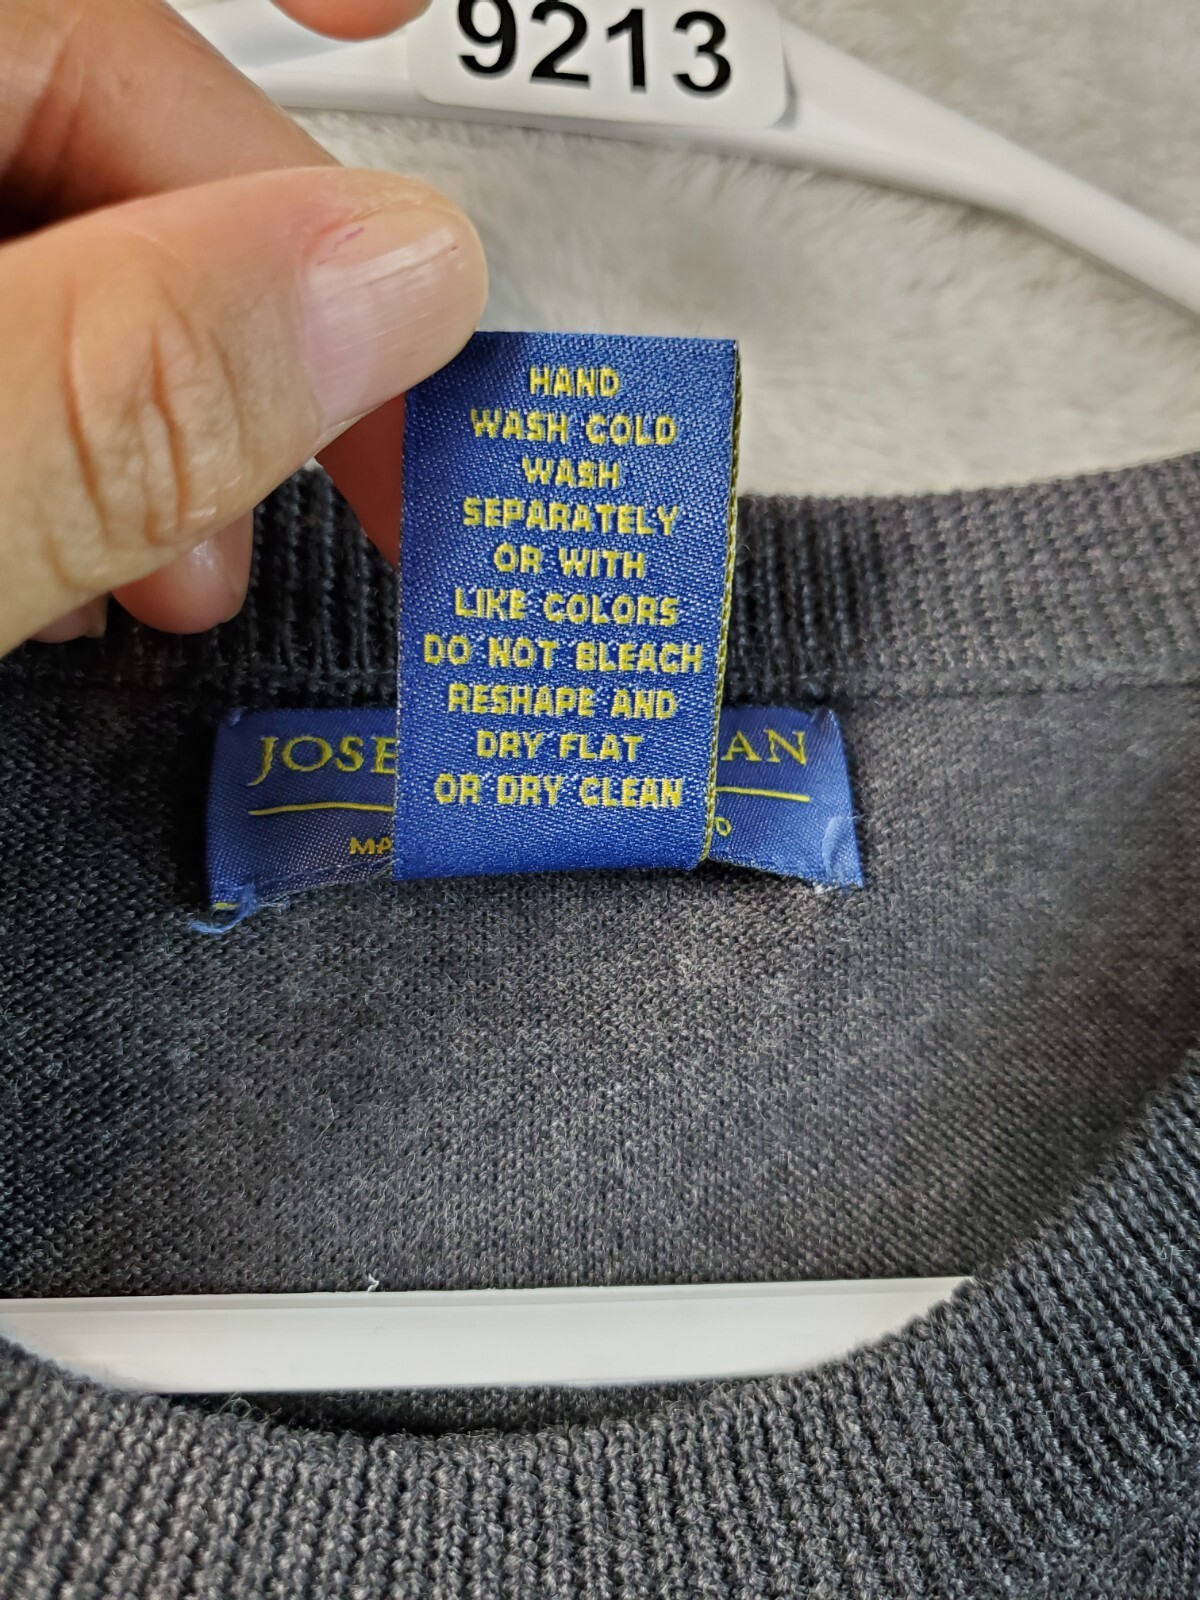 9213
HAND
WASH COLD
WASH
SEPARATELY
OR WITH
LIKE COLORS
DO NOT BLEACH
RESHAPE AND
DRY FLAT
OR DRY CLEAN